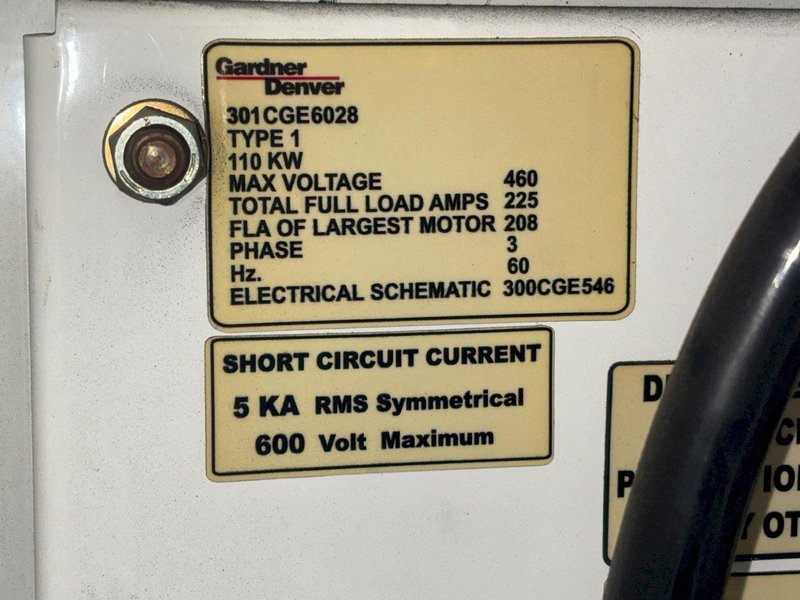 Gardner
Denver
301CGE6028
TYPE 1
110 KW
MAX VOLTAGE 460
TOTAL FULL LOAD AMPS 225
FLA OF LARGEST MOTOR 208
PHASE 3
Hz. 60
ELECTRICAL SCHEMATIC 300CGE546
SHORT CIRCUIT CURRENT
5 KA RMS Symmetrical
600 Volt Maximum